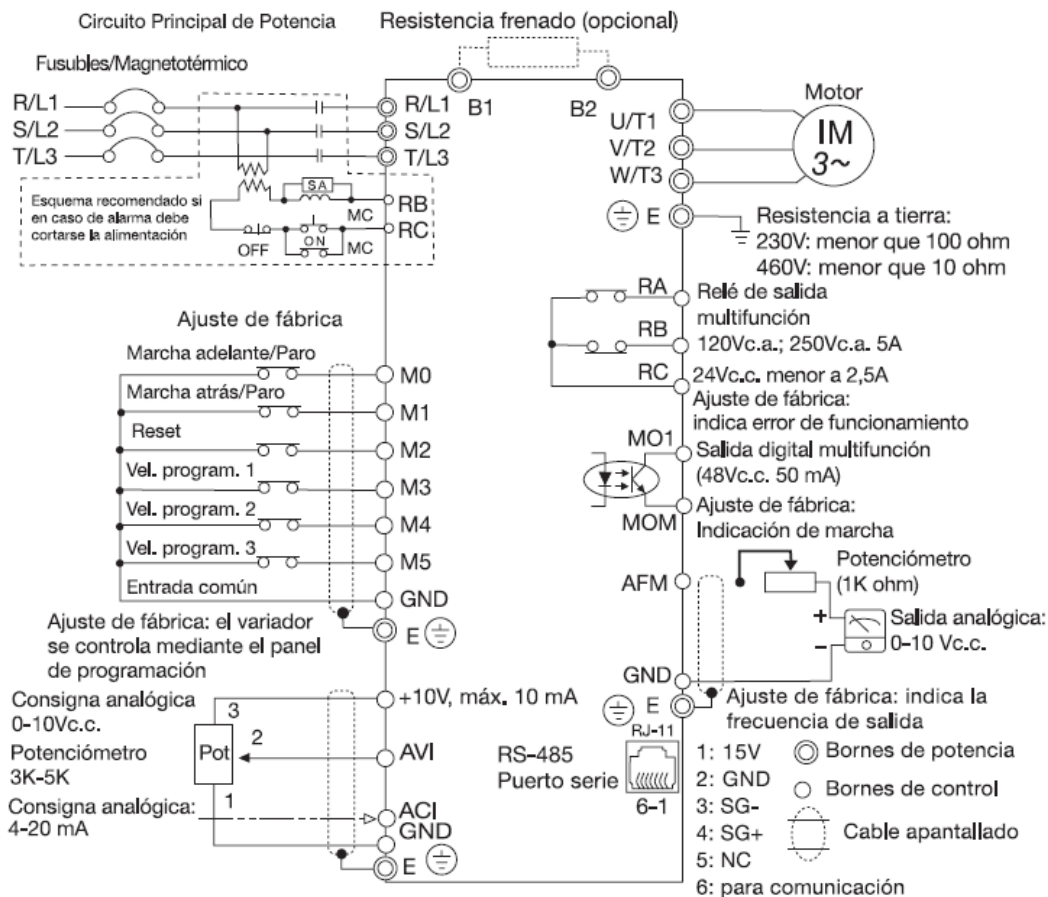 Circuito Principal de Potencia
Resistencia frenado (opcional)
Fusibles/Magnetotérmico
R/L1
S/L2
T/L3
R/L1
S/L2
T/L3
B1
B2
U/T1
V/T2
W/T3
Motor
IM
3~
Esquema recomendado si
en caso de alarma debe
cortarse la alimentación
SA
MC
RB
RC
OFF
ON
MC
E
Resistencia a tierra:
230V: menor que 100 ohm
460V: menor que 10 ohm
RA
RB
RC
Relé de salida
multifunción
120Vc.a.; 250Vc.a. 5A
24Vc.c. menor a 2,5A
Ajuste de fábrica:
indica error de funcionamiento
MO1
MOM
Salida digital multifunción
(48Vc.c. 50 mA)
Ajuste de fábrica:
Indicación de marcha
Ajuste de fábrica
Marcha adelante/Paro
M0
Marcha atrás/Paro
M1
Reset
M2
Vel. program. 1
M3
Vel. program. 2
M4
Vel. program. 3
M5
Entrada común
GND
E
Ajuste de fábrica: el variador
se controla mediante el panel
de programación
AFM
Potenciómetro
(1K ohm)
+
-
Salida analógica:
0-10 Vc.c.
GND
E
Ajuste de fábrica: indica la
frecuencia de salida
Consigna analógica
0-10Vc.c.
Potenciómetro
3K-5K
Consigna analógica:
4-20 mA
3
Pot
2
1
+10V, máx. 10 mA
AVI
ACI
GND
E
RS-485
Puerto serie
RJ-11
6-1
1: 15V
2: GND
3: SG-
4: SG+
5: NC
6: para comunicación
Bornes de potencia
Bornes de control
Cable apantallado